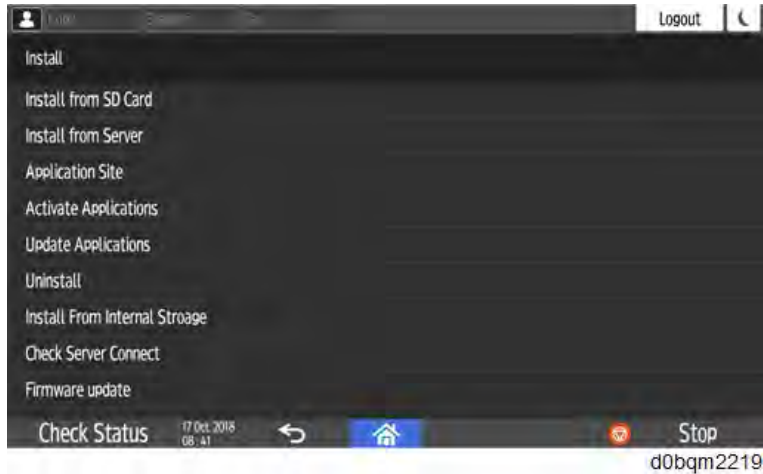 Logout
Install
Install from SD Card
Install from Server
Application Site
Activate Applications
Update Applications
Uninstall
Install From Internal Stroage
Check Server Connect
Firmware update
Check Status 17 Oct. 2018 Stop
08 : 41
d0bqm2219